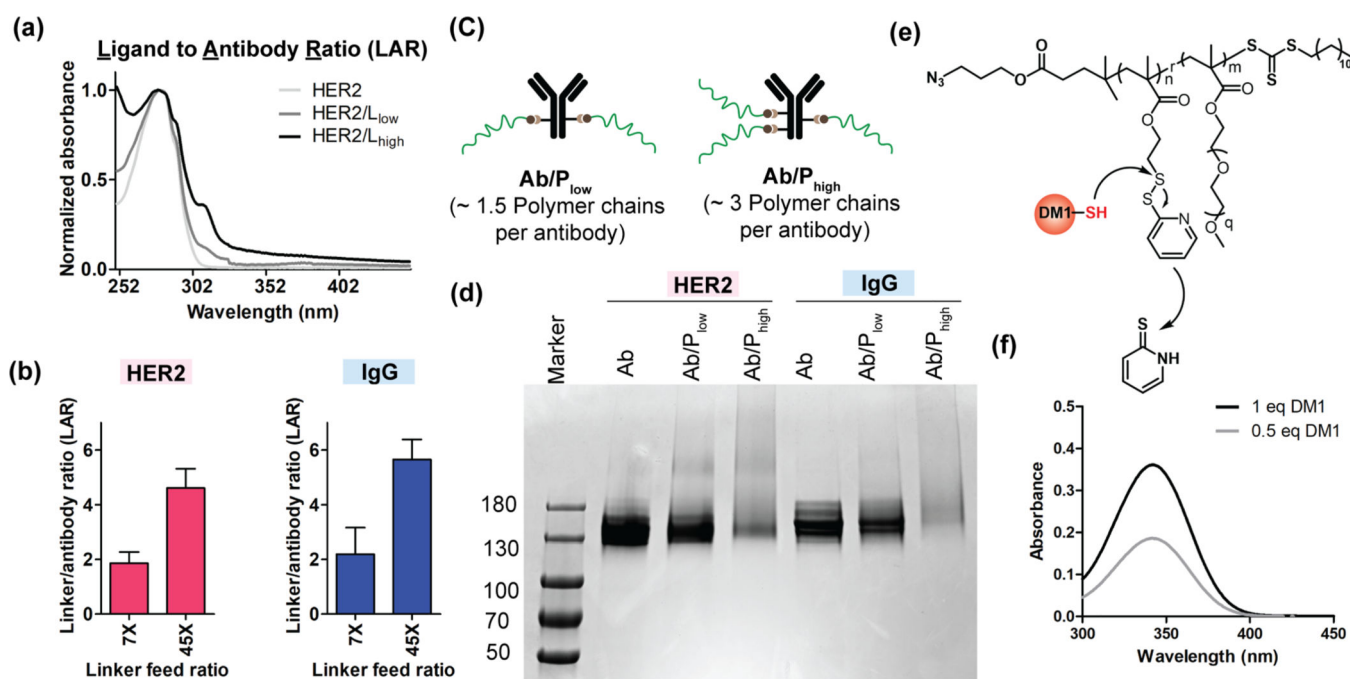 (a)
Ligand to Antibody Ratio (LAR)
Normalized absorbance
1.0
0.5
0.0
HER2
HER2/Llow
HER2/Lhigh
252 302 352 402
Wavelength (nm)
(b)
HER2
Linker/antibody ratio (LAR)
6
4
2
0
7X 45X
Linker feed ratio
IgG
Linker/antibody ratio (LAR)
6
4
2
0
7X 45X
Linker feed ratio
(C)
Ab/Plow
(~ 1.5 Polymer chains
per antibody)
Ab/Phigh
(~ 3 Polymer chains
per antibody)
(d)
HER2 IgG
Marker Ab Ab/Plow Ab/Phigh Ab Ab/Plow Ab/Phigh
180
130
100
70
50
(e)
N3 O O n r m S S S 10
O O O O
S S N O q O
DM1 SH
S
NH
(f)
1 eq DM1
0.5 eq DM1
Absorbance
0.5
0.4
0.3
0.2
0.1
0.0
300 350 400 450
Wavelength (nm)